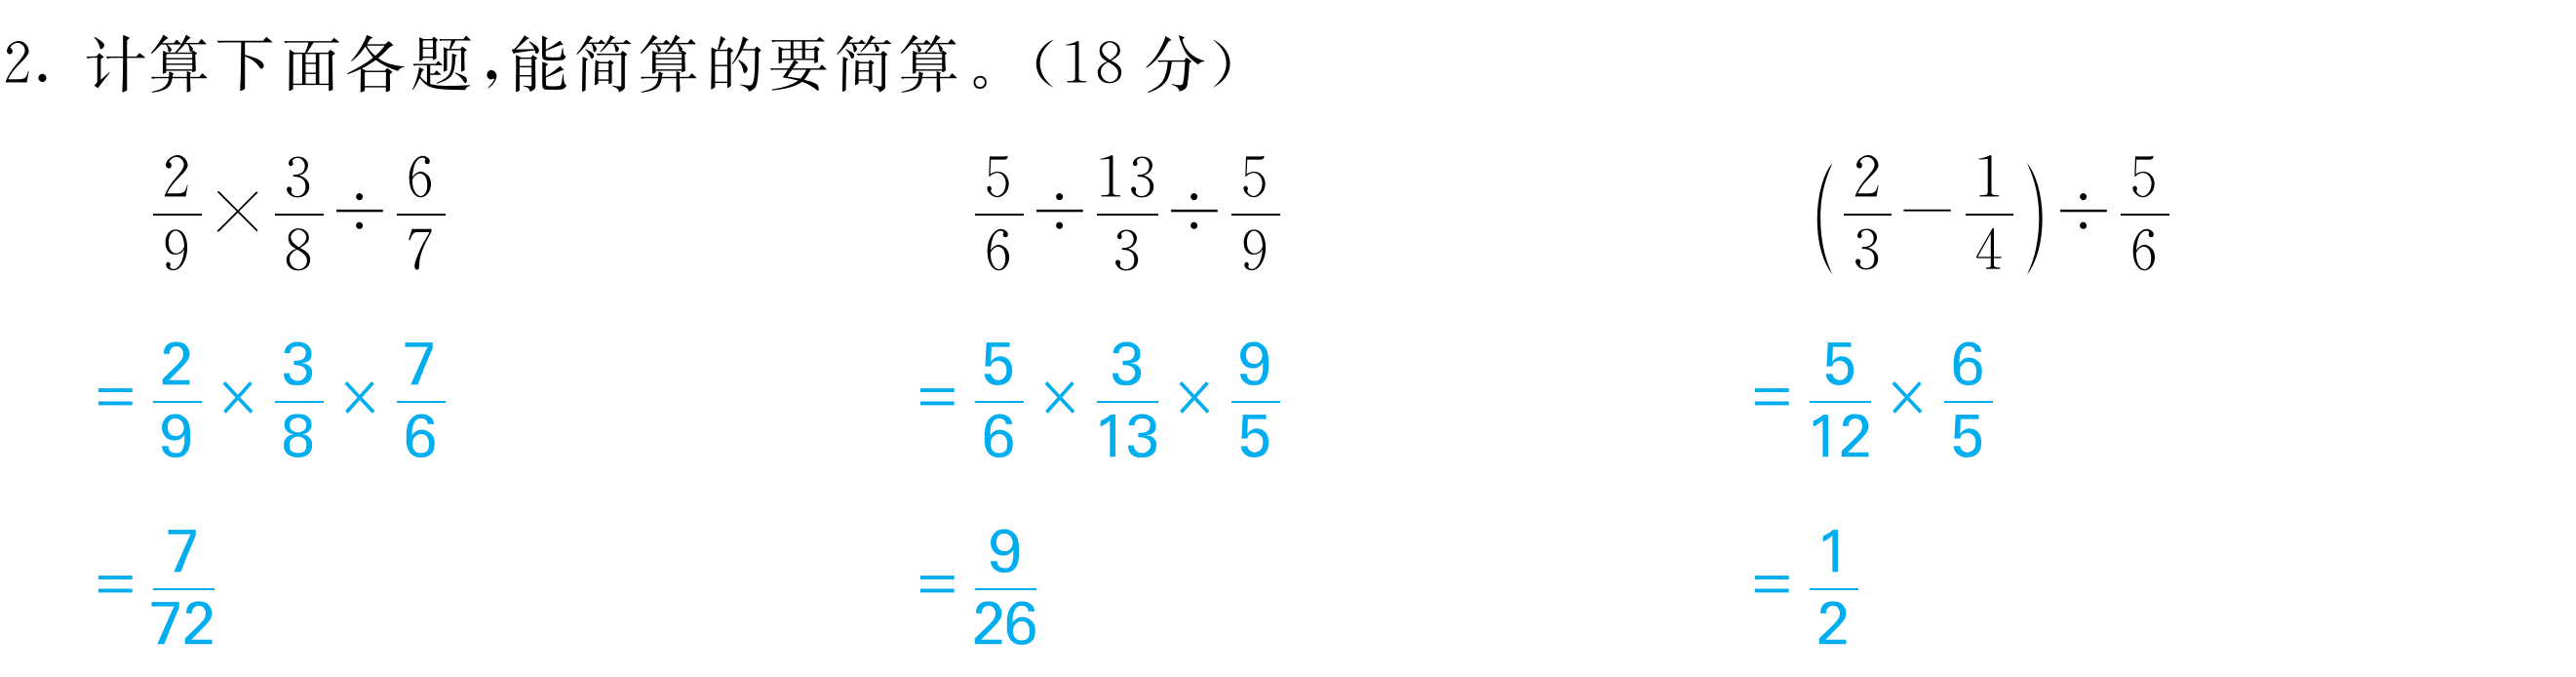 2. 计算下面各题,能简算的要简算。(18 分)
2/9 × 3/8 ÷ 6/7 5/6 ÷ 13/3 ÷ 5/9 (2/3 − 1/4) ÷ 5/6
= 2/9 × 3/8 × 7/6 = 5/6 × 3/13 × 9/5 = 5/12 × 6/5
= 7/72 = 9/26 = 1/2